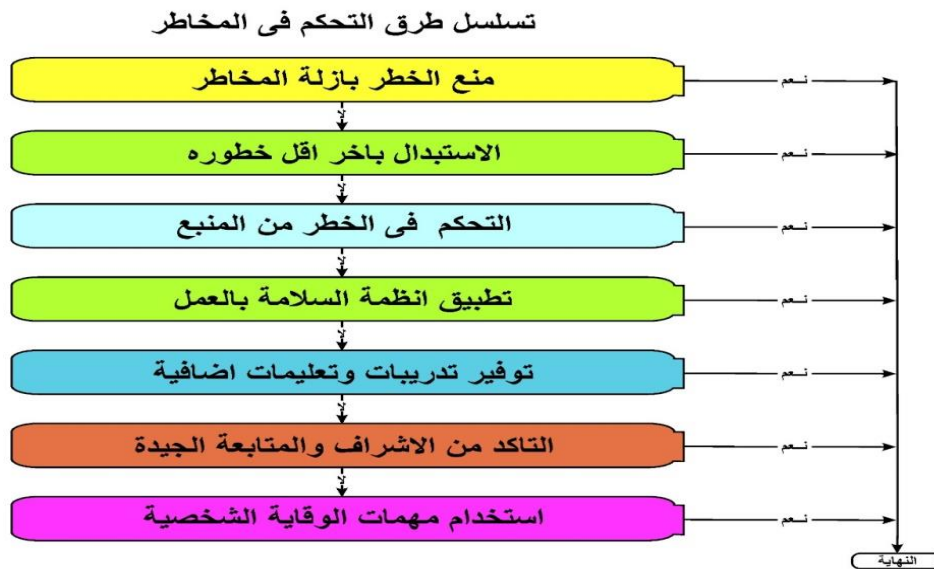 تسلسل طرق التحكم فى المخاطر
منع الخطر بازلة المخاطر
نعم
لا
الاستبدال باخر اقل خطوره
نعم
لا
التحكم فى الخطر من المنبع
نعم
لا
تطبيق انظمة السلامة بالعمل
نعم
لا
توفير تدريبات وتعليمات اضافية
نعم
لا
التاكد من الاشراف والمتابعة الجيدة
نعم
لا
استخدام مهمات الوقاية الشخصية
نعم
النهاية